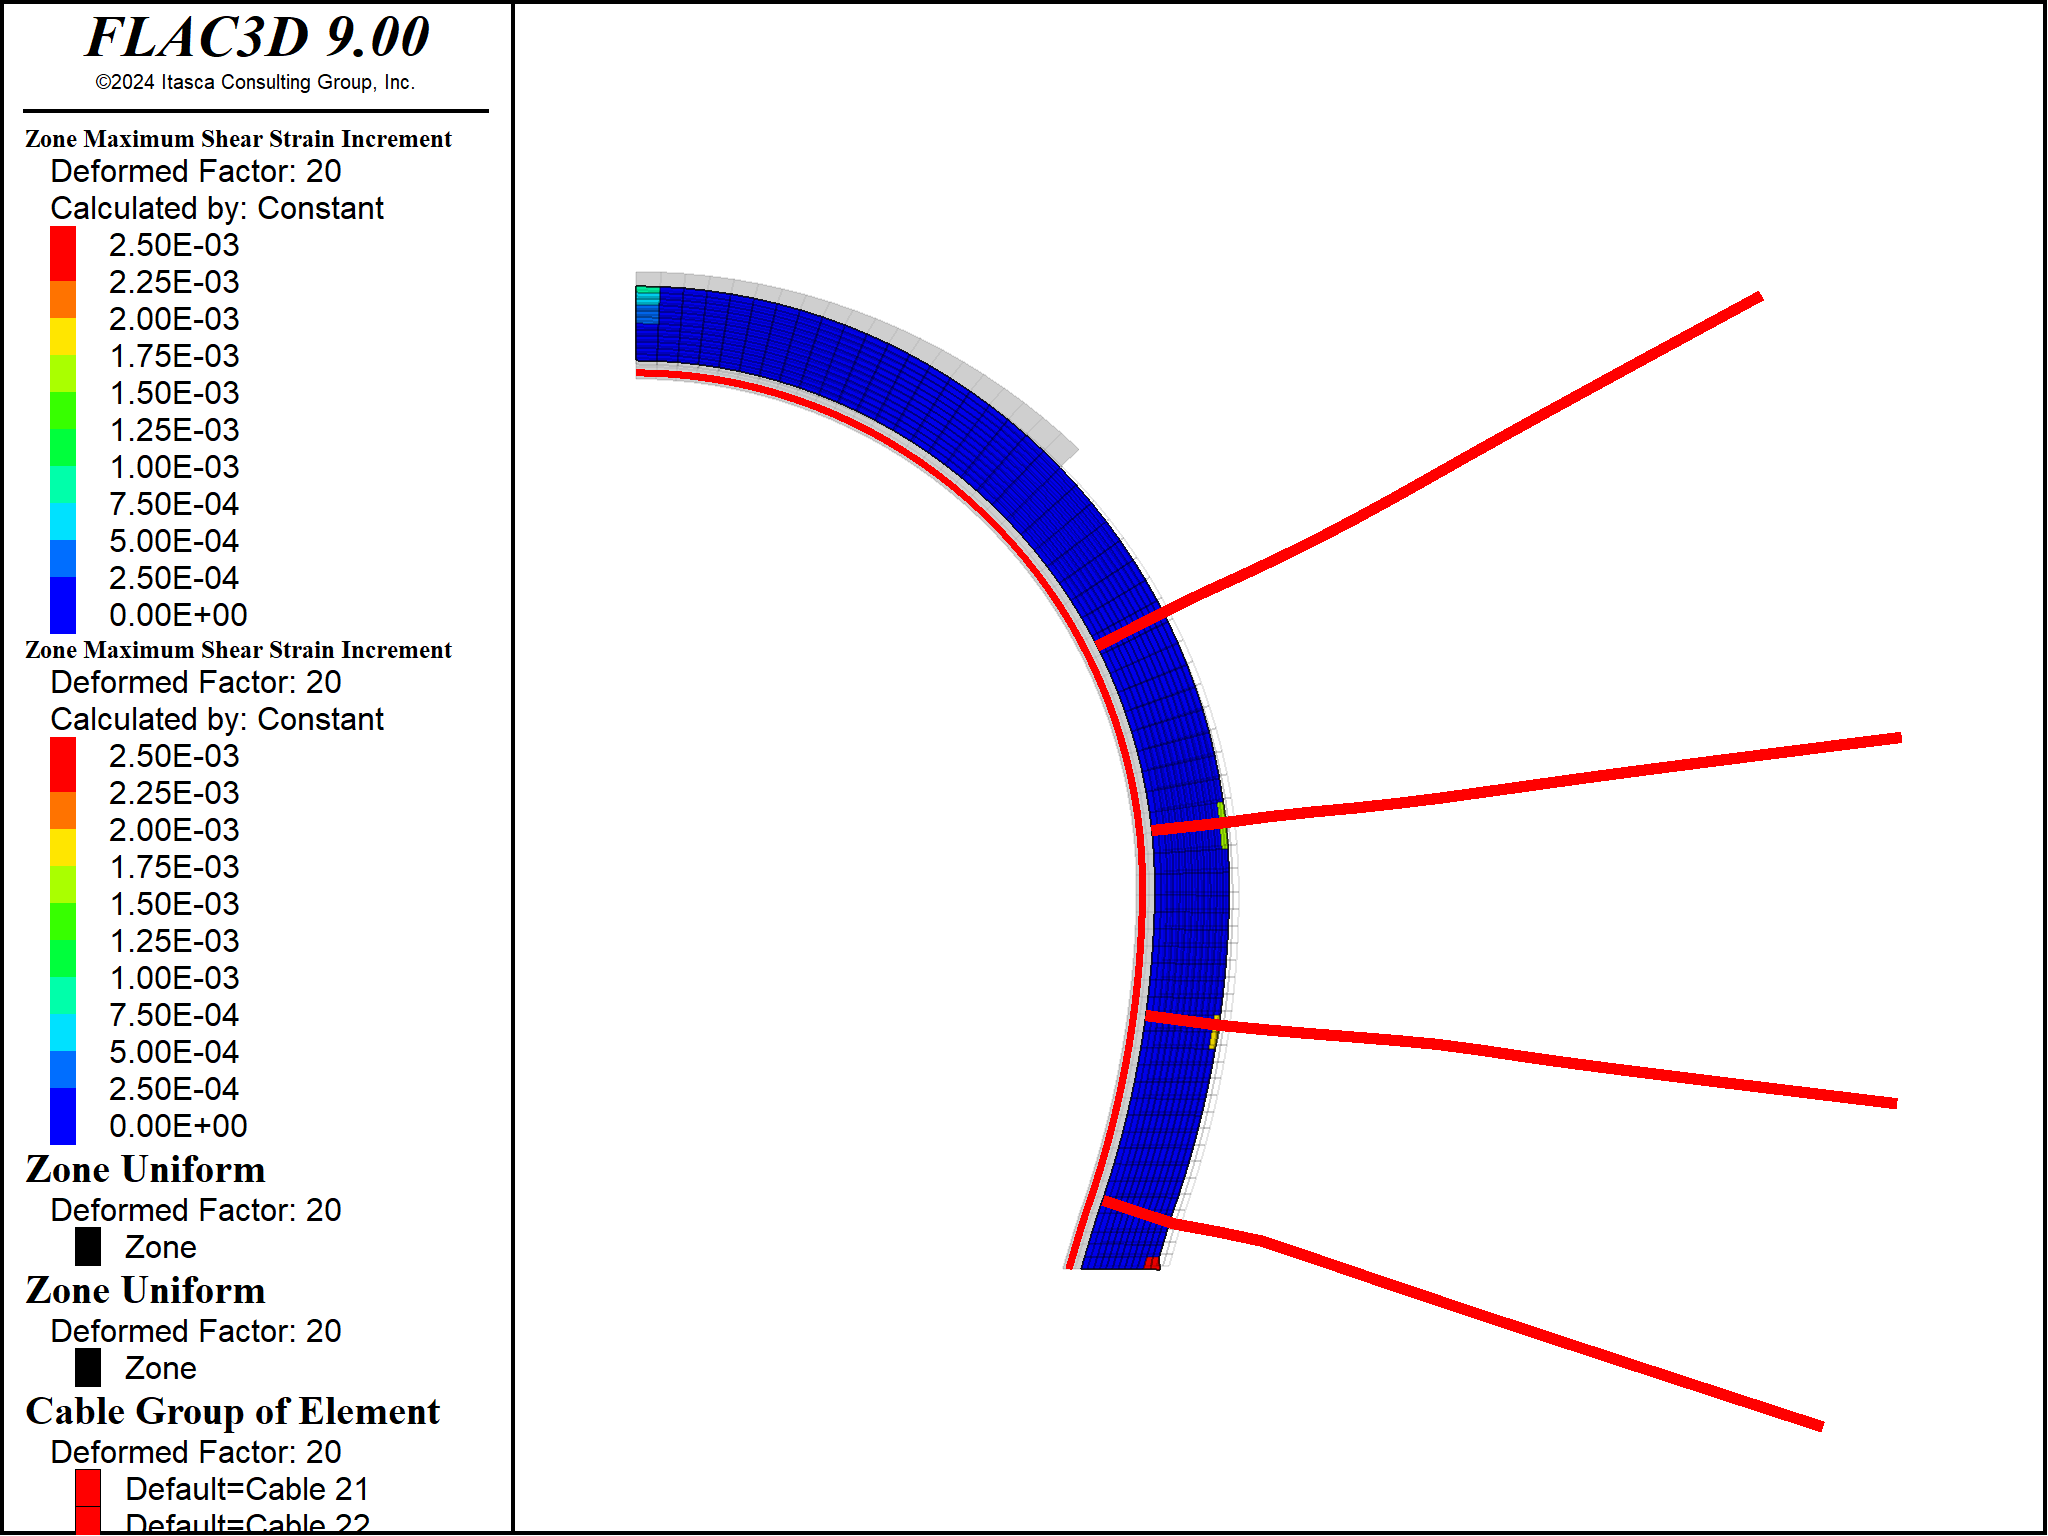 FLAC3D 9.00
©2024 Itasca Consulting Group, Inc.
Zone Maximum Shear Strain Increment
Deformed Factor: 20
Calculated by: Constant
2.50E-03
2.25E-03
2.00E-03
1.75E-03
1.50E-03
1.25E-03
1.00E-03
7.50E-04
5.00E-04
2.50E-04
0.00E+00
Zone Maximum Shear Strain Increment
Deformed Factor: 20
Calculated by: Constant
2.50E-03
2.25E-03
2.00E-03
1.75E-03
1.50E-03
1.25E-03
1.00E-03
7.50E-04
5.00E-04
2.50E-04
0.00E+00
Zone Uniform
Deformed Factor: 20
Zone
Zone Uniform
Deformed Factor: 20
Zone
Cable Group of Element
Deformed Factor: 20
Default=Cable 21
Default=Cable 22